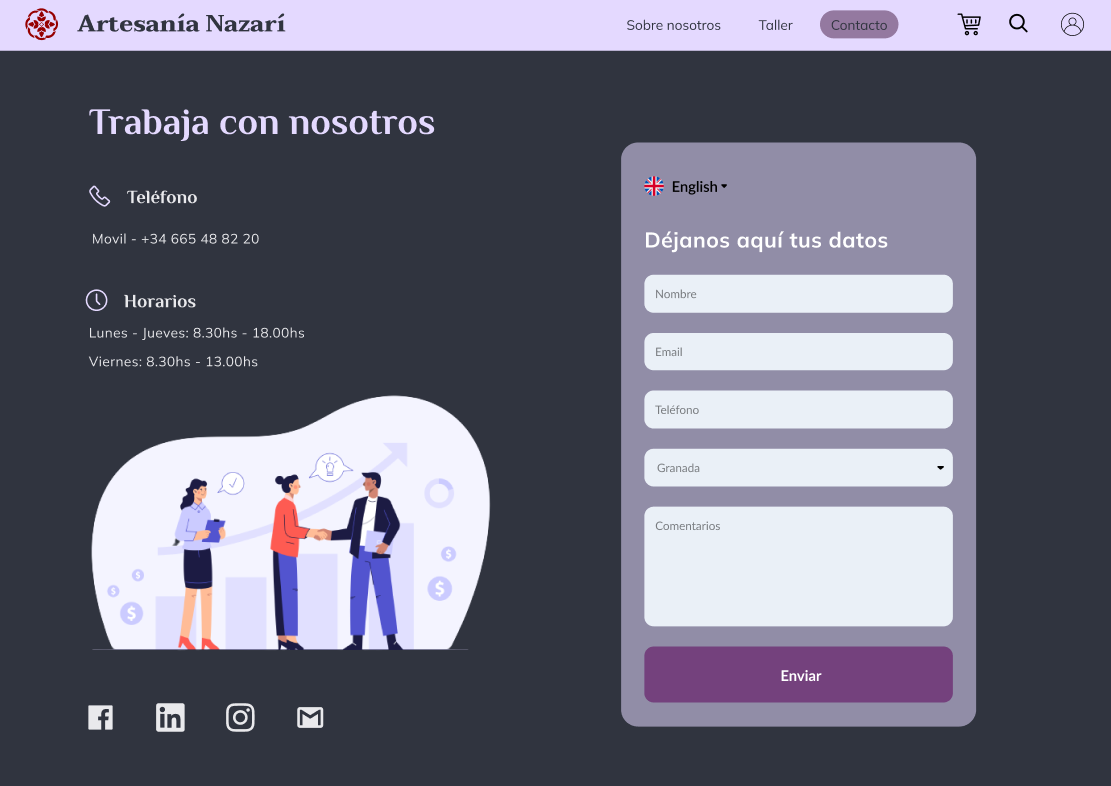 Artesanía Nazarí
Sobre nosotros
Taller
Contacto
Trabaja con nosotros
Teléfono
Movil - +34 665 48 82 20
Horarios
Lunes - Jueves: 8.30hs - 18.00hs
Viernes: 8.30hs - 13.00hs
$
$
$
$
$
English
Déjanos aquí tus datos
Nombre
Email
Teléfono
Granada
Comentarios
Enviar